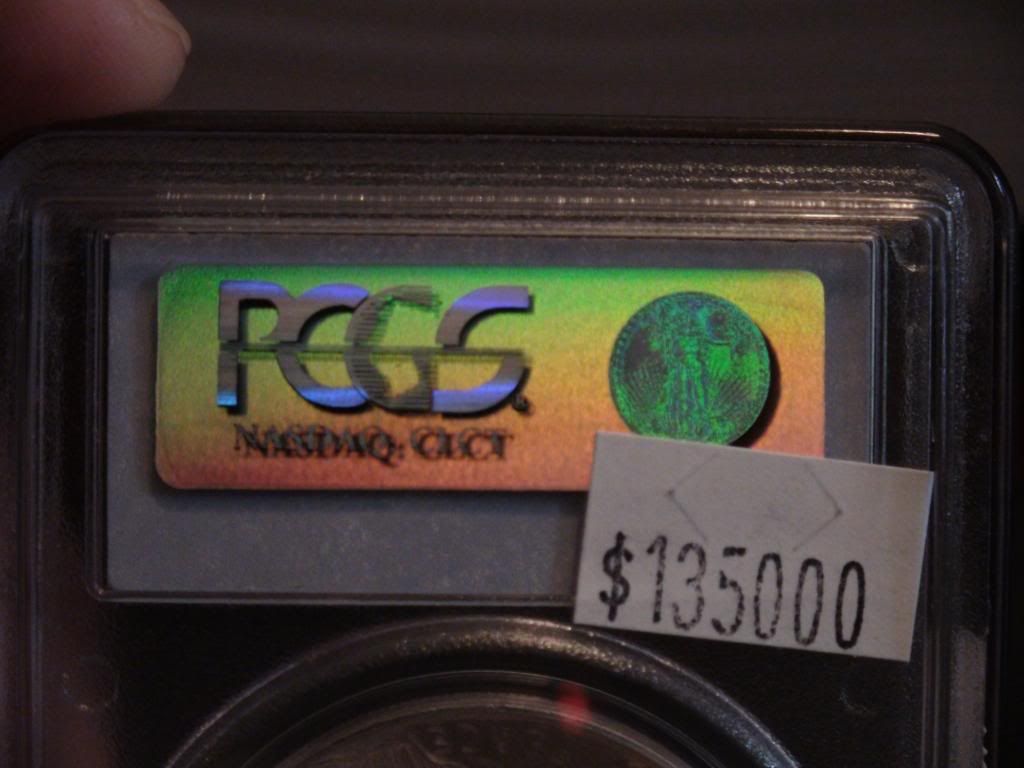 PCGS
NASDAQ: CLCT
$135000